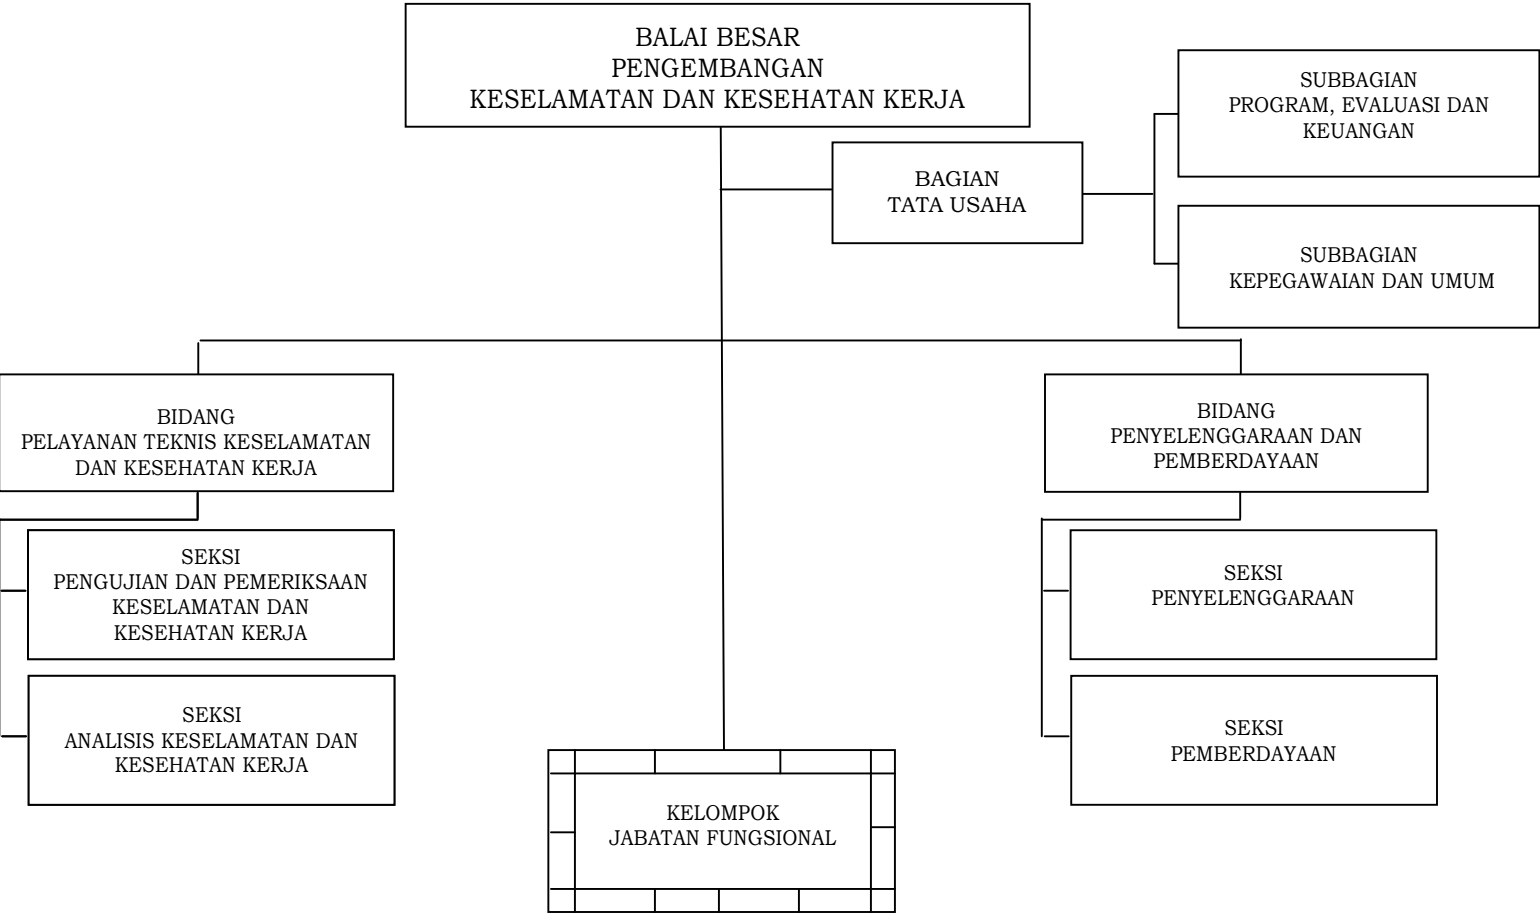 BALAI BESAR
PENGEMBANGAN
KESELAMATAN DAN KESEHATAN KERJA
BAGIAN
TATA USAHA
SUBBAGIAN
PROGRAM, EVALUASI DAN
KEUANGAN
SUBBAGIAN
KEPEGAWAIAN DAN UMUM
BIDANG
PELAYANAN TEKNIS KESELAMATAN
DAN KESEHATAN KERJA
SEKSI
PENGUJIAN DAN PEMERIKSAAN
KESELAMATAN DAN
KESEHATAN KERJA
SEKSI
ANALISIS KESELAMATAN DAN
KESEHATAN KERJA
BIDANG
PENYELENGGARAAN DAN
PEMBERDAYAAN
SEKSI
PENYELENGGARAAN
SEKSI
PEMBERDAYAAN
KELOMPOK
JABATAN FUNGSIONAL